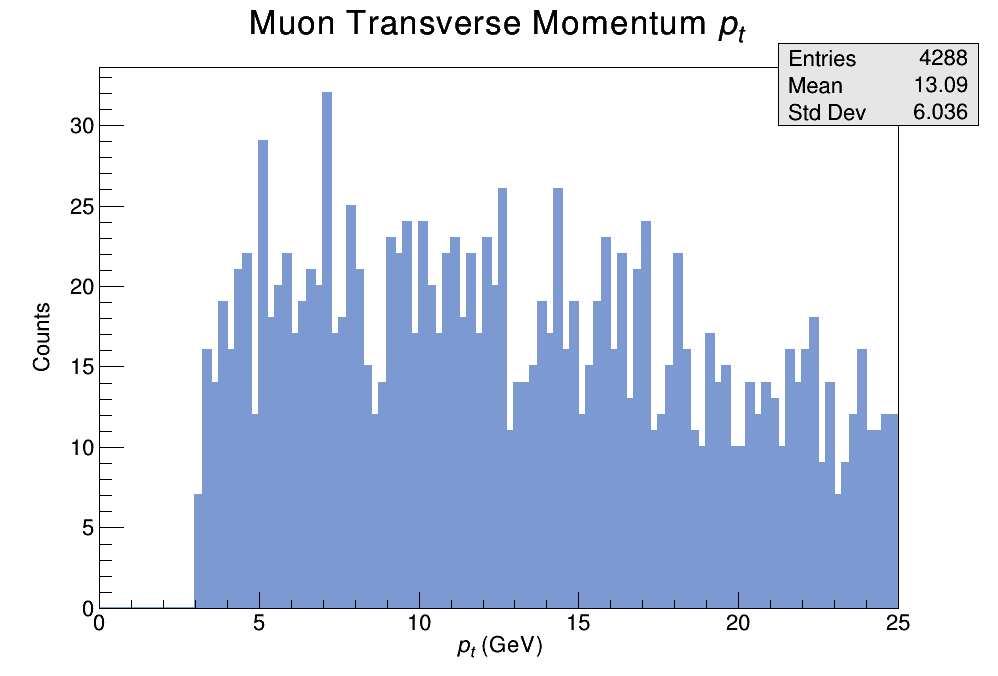 Muon Transverse Momentum pt
Entries 4288
Mean 13.09
Std Dev 6.036
30
25
20
15
10
5
0
Counts
0 5 10 15 20 25
pt (GeV)